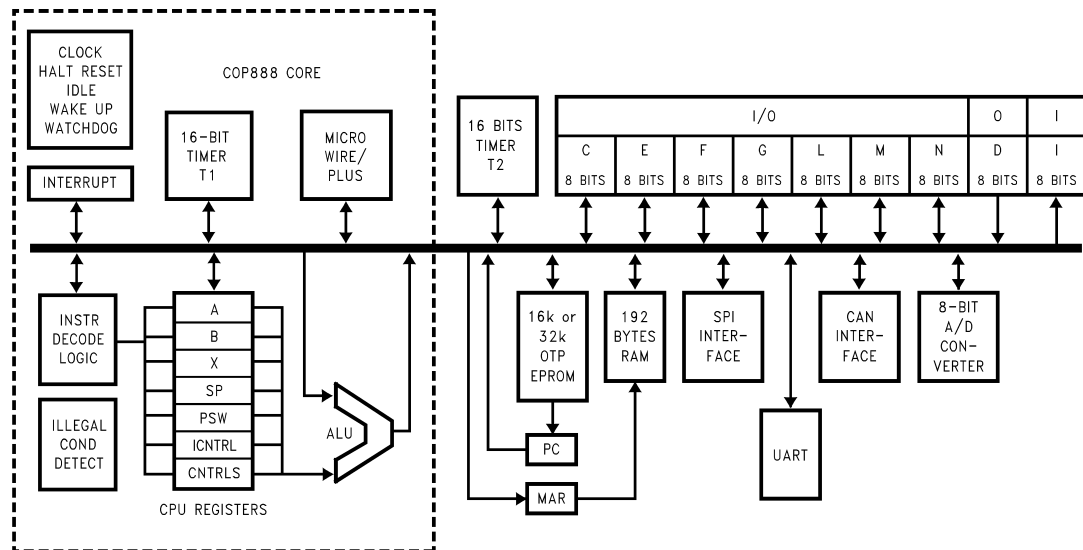 CLOCK
HALT RESET
IDLE
WAKE UP
WATCHDOG
COP888 CORE
INTERRUPT
16-BIT
TIMER
T1
MICRO
WIRE/
PLUS
16 BITS
TIMER
T2
I/O
O
I
C
E
F
G
L
M
N
D
I
8 BITS
8 BITS
8 BITS
8 BITS
8 BITS
8 BITS
8 BITS
8 BITS
8 BITS
INSTR
DECODE
LOGIC
ILLEGAL
COND
DETECT
A
B
X
SP
PSW
ICNTRL
CNTRLS
CPU REGISTERS
ALU
16k or
32k
OTP
EPROM
192
BYTES
RAM
SPI
INTER-
FACE
CAN
INTER-
FACE
8-BIT
A/D
CON-
VERTER
PC
MAR
UART